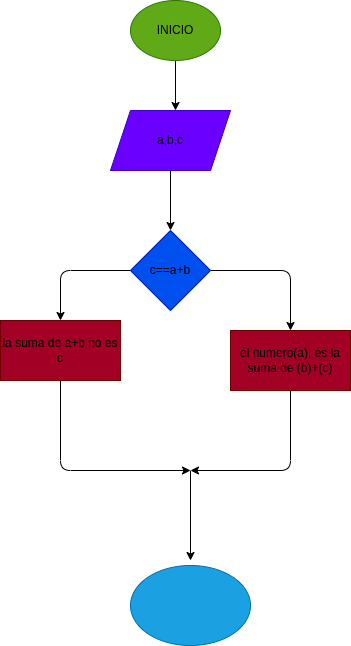 INICIO
a,b,c
c==a+b
la suma de a+b no es
c
el numero(a), es la
suma de (b)+(c)